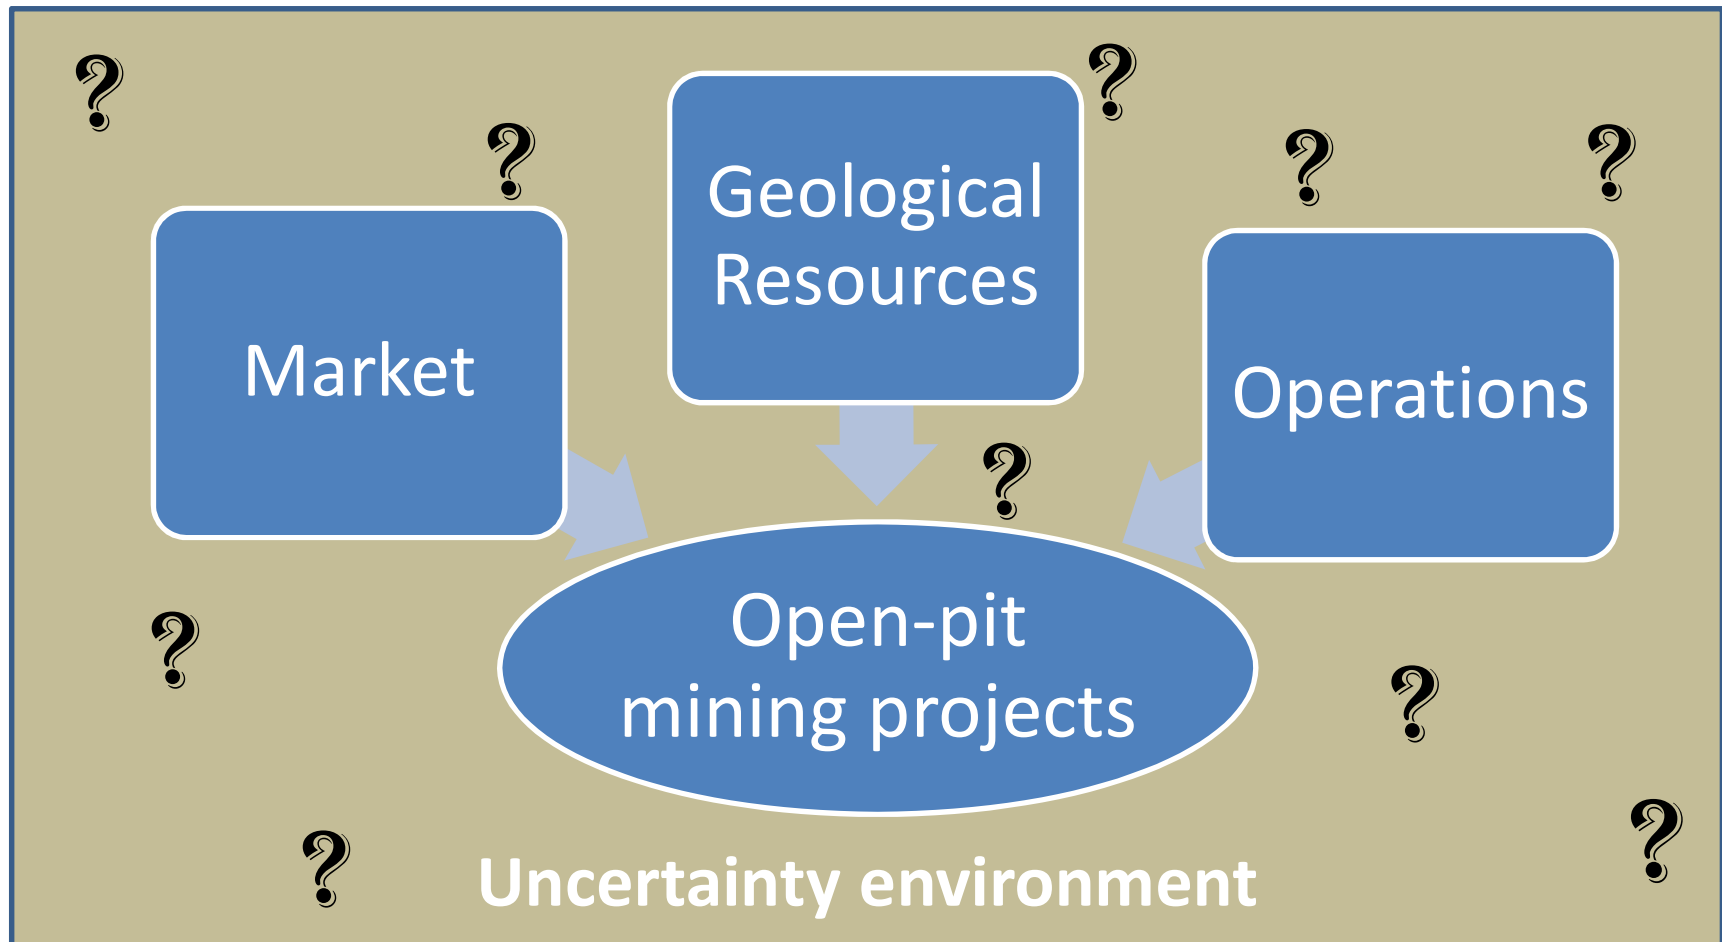 ?
?
?
?
?
Geological
Resources
Market
Operations
?
Open-pit
mining projects
?
?
?
?
Uncertainty environment